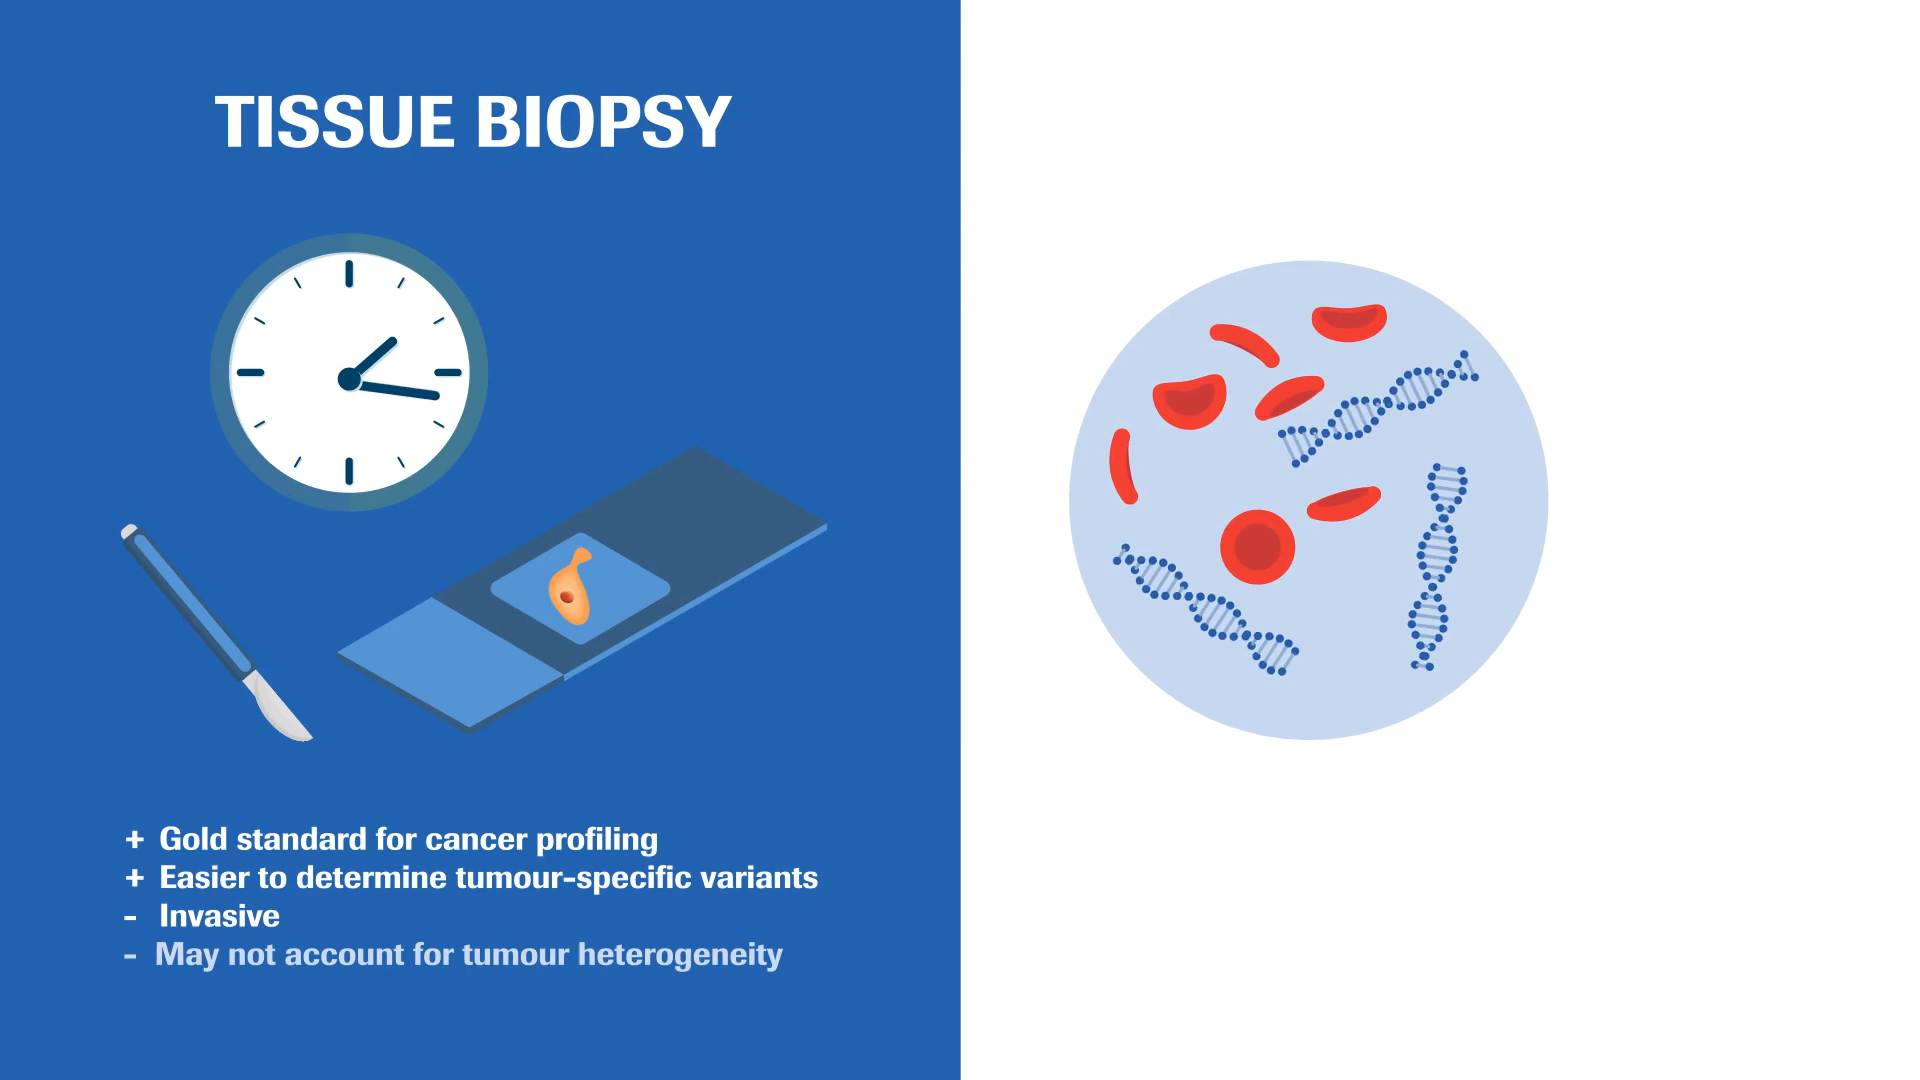 TISSUE BIOPSY
+ Gold standard for cancer profiling
+ Easier to determine tumour-specific variants
- Invasive
- May not account for tumour heterogeneity